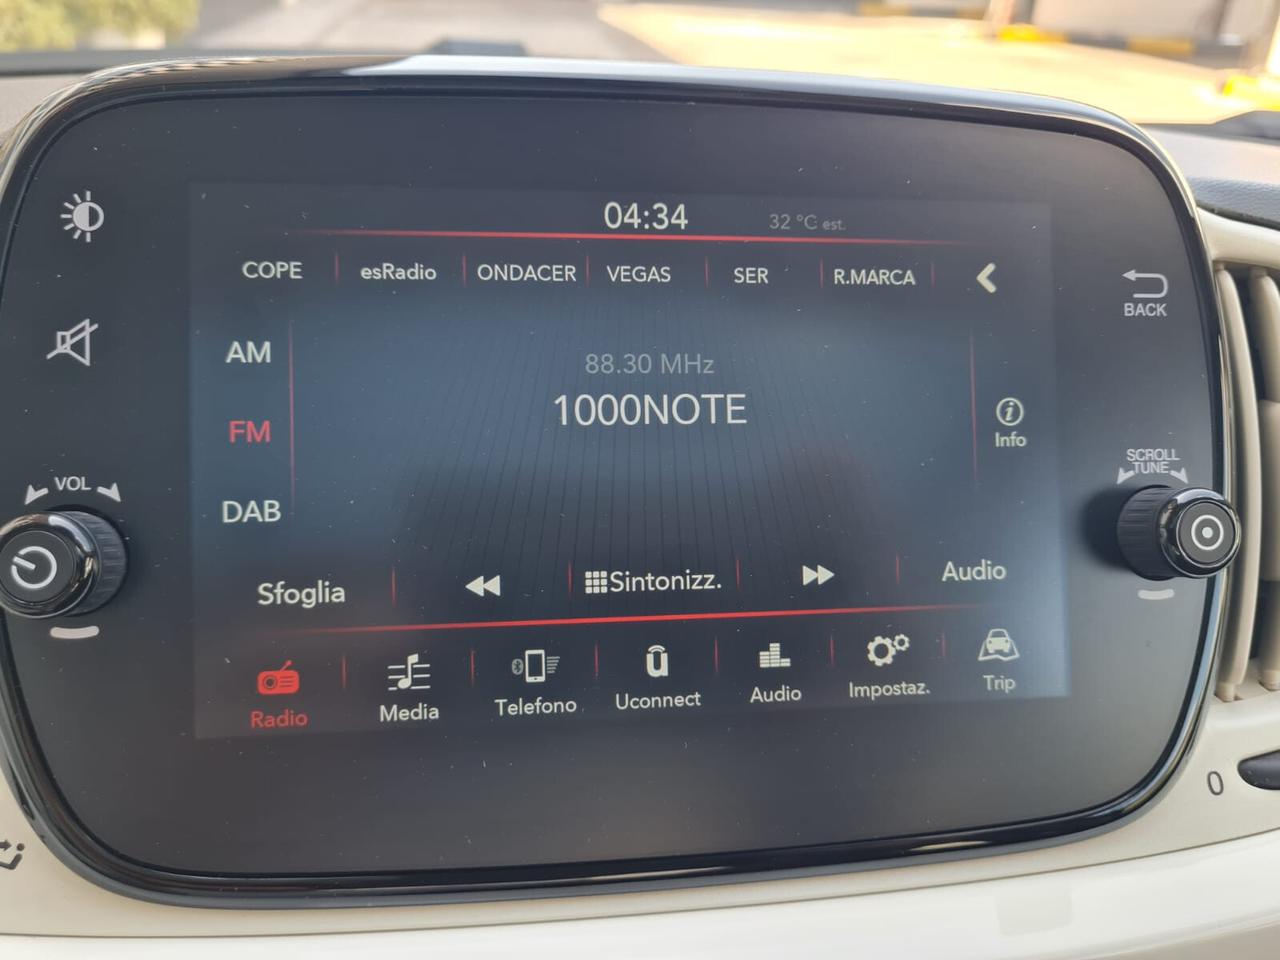 04:34 32 °C est.
COPE esRadio ONDACER VEGAS SER R.MARCA
BACK
AM
88.30 MHz
1000NOTE
FM
Info
SCROLL
TUNE
VOL
DAB
Sfoglia Sintonizz. Audio
Radio Media Telefono Uconnect Audio Impostaz. Trip
0